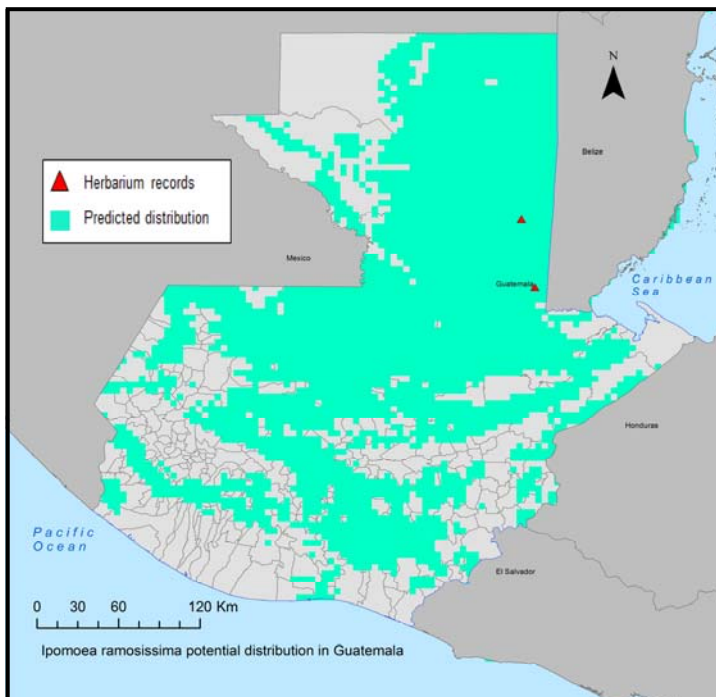 N
Belize
Herbarium records
Predicted distribution
Mexico
Guatemala
Caribbean
Sea
Honduras
Pacific
Ocean
El Salvador
0 30 60 120 Km
Ipomoea ramosissima potential distribution in Guatemala